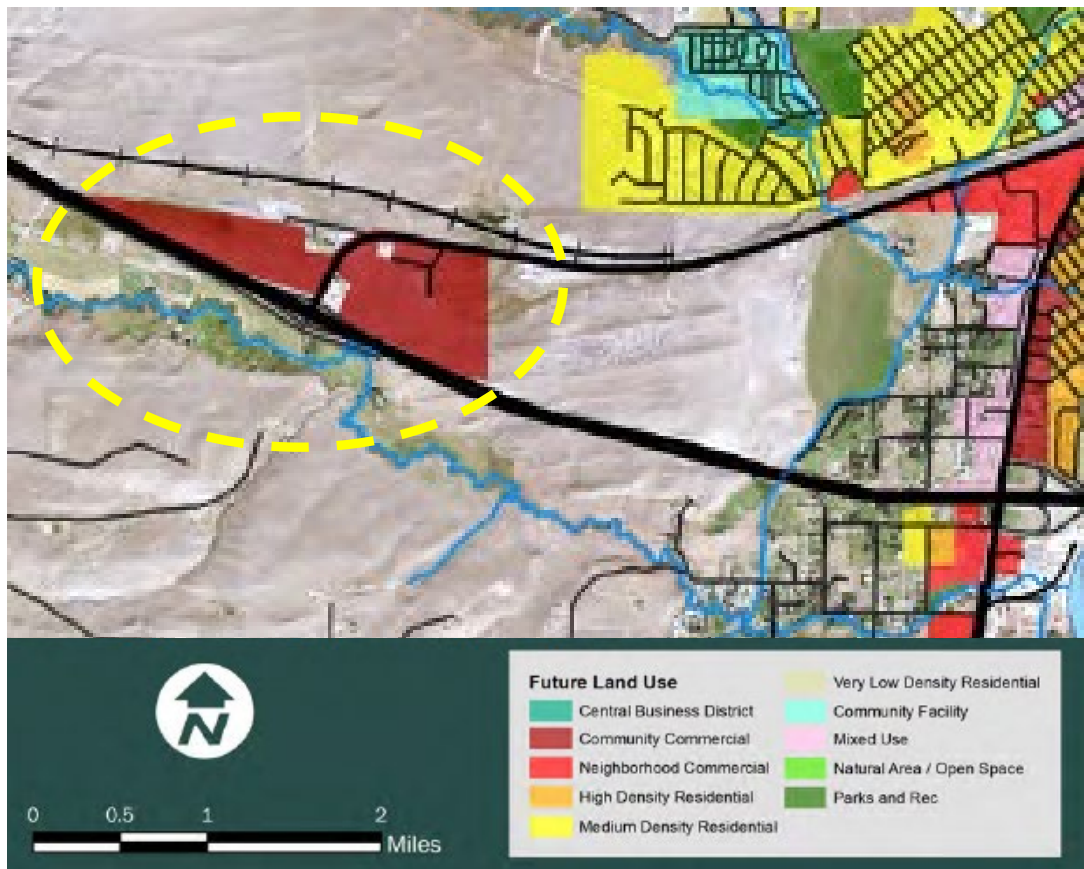 N
0 0.5 1 2
Miles
Future Land Use
Central Business District
Community Commercial
Neighborhood Commercial
High Density Residential
Medium Density Residential
Very Low Density Residential
Community Facility
Mixed Use
Natural Area / Open Space
Parks and Rec